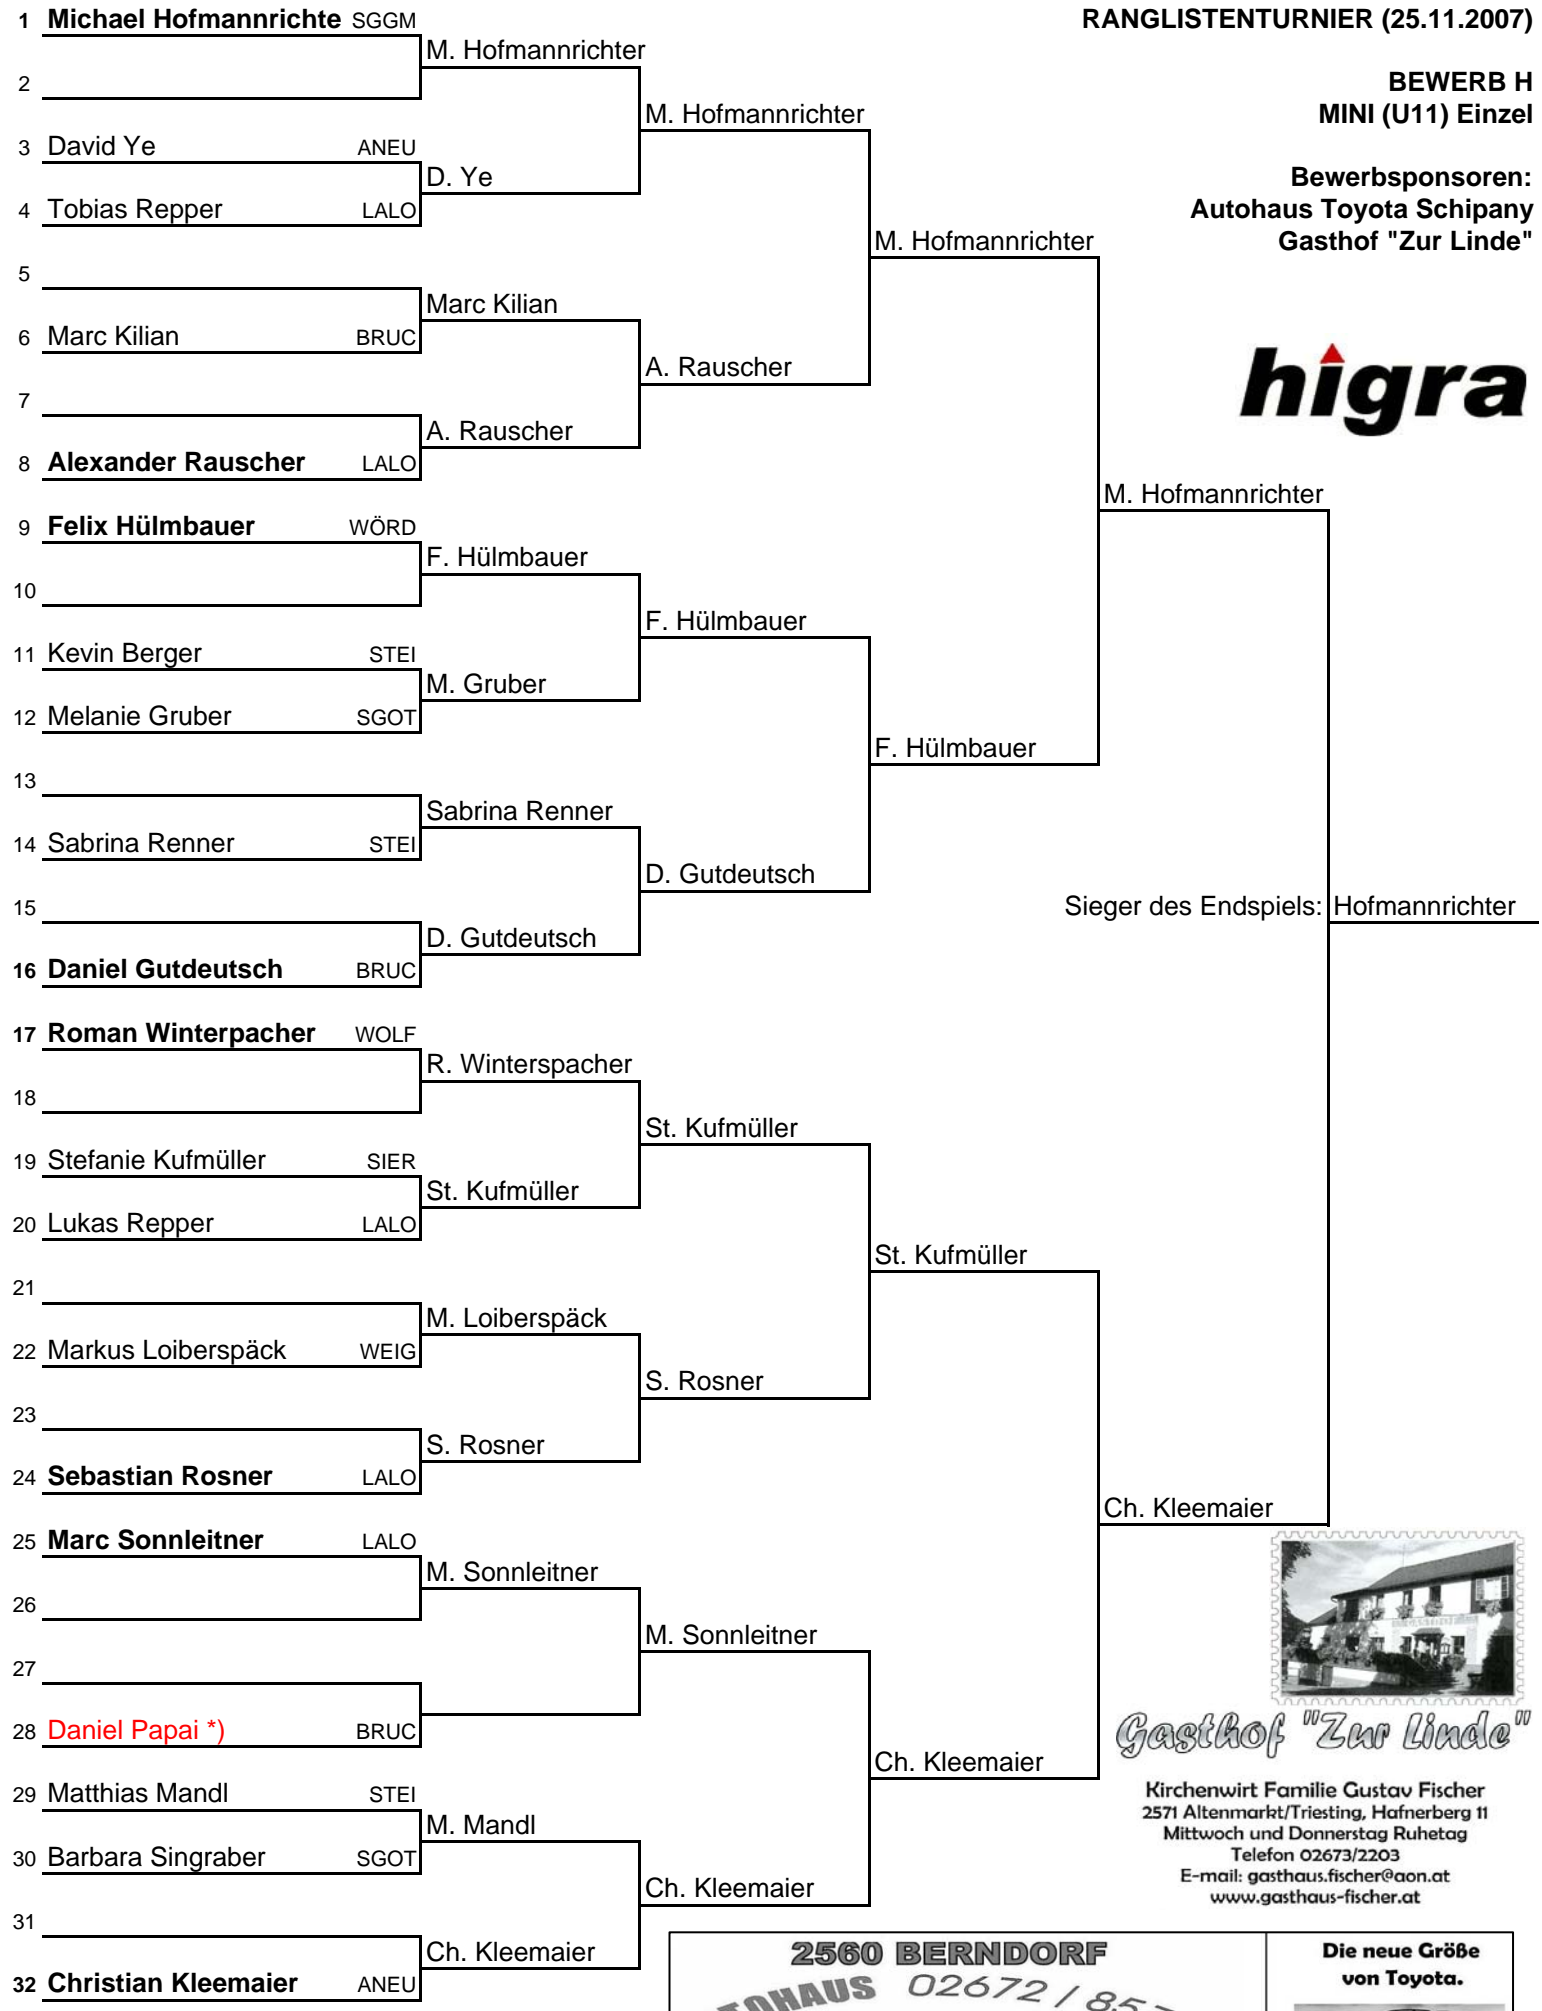 RANGLISTENTURNIER (25.11.2007)
BEWERB H
MINI (U11) Einzel
Bewerbsponsoren:
Autohaus Toyota Schipany
Gasthof "Zur Linde"
higra
1 Michael Hofmannrichte SGGM
M. Hofmannrichter
2
M. Hofmannrichter
3 David Ye ANEU
D. Ye
4 Tobias Repper LALO
M. Hofmannrichter
5
Marc Kilian
6 Marc Kilian BRUC
A. Rauscher
7
A. Rauscher
8 Alexander Rauscher LALO
M. Hofmannrichter
9 Felix Hülmbauer WÖRD
F. Hülmbauer
10
F. Hülmbauer
11 Kevin Berger STEI
M. Gruber
12 Melanie Gruber SGOT
F. Hülmbauer
13
Sabrina Renner
14 Sabrina Renner STEI
D. Gutdeutsch
15
Sieger des Endspiels: Hofmannrichter
D. Gutdeutsch
16 Daniel Gutdeutsch BRUC
17 Roman Winterpacher WOLF
R. Winterspacher
18
St. Kufmüller
19 Stefanie Kufmüller SIER
St. Kufmüller
20 Lukas Repper LALO
St. Kufmüller
21
M. Loiberspäck
22 Markus Loiberspäck WEIG
S. Rosner
23
S. Rosner
24 Sebastian Rosner LALO
Ch. Kleemaier
25 Marc Sonnleitner LALO
M. Sonnleitner
26
M. Sonnleitner
27
28 Daniel Papai *) BRUC
Ch. Kleemaier
29 Matthias Mandl STEI
M. Mandl
30 Barbara Singraber SGOT
Ch. Kleemaier
31
Ch. Kleemaier
32 Christian Kleemaier ANEU
Gasthof "Zur Linde"
Kirchenwirt Familie Gustav Fischer
2571 Altenmarkt/Triesting, Hafnerberg 11
Mittwoch und Donnerstag Ruhetag
Telefon 02673/2203
E-mail: gasthaus.fischer@aon.at
www.gasthaus-fischer.at
2560 BERNDORF
02672 / 85
Die neue Größe
von Toyota.